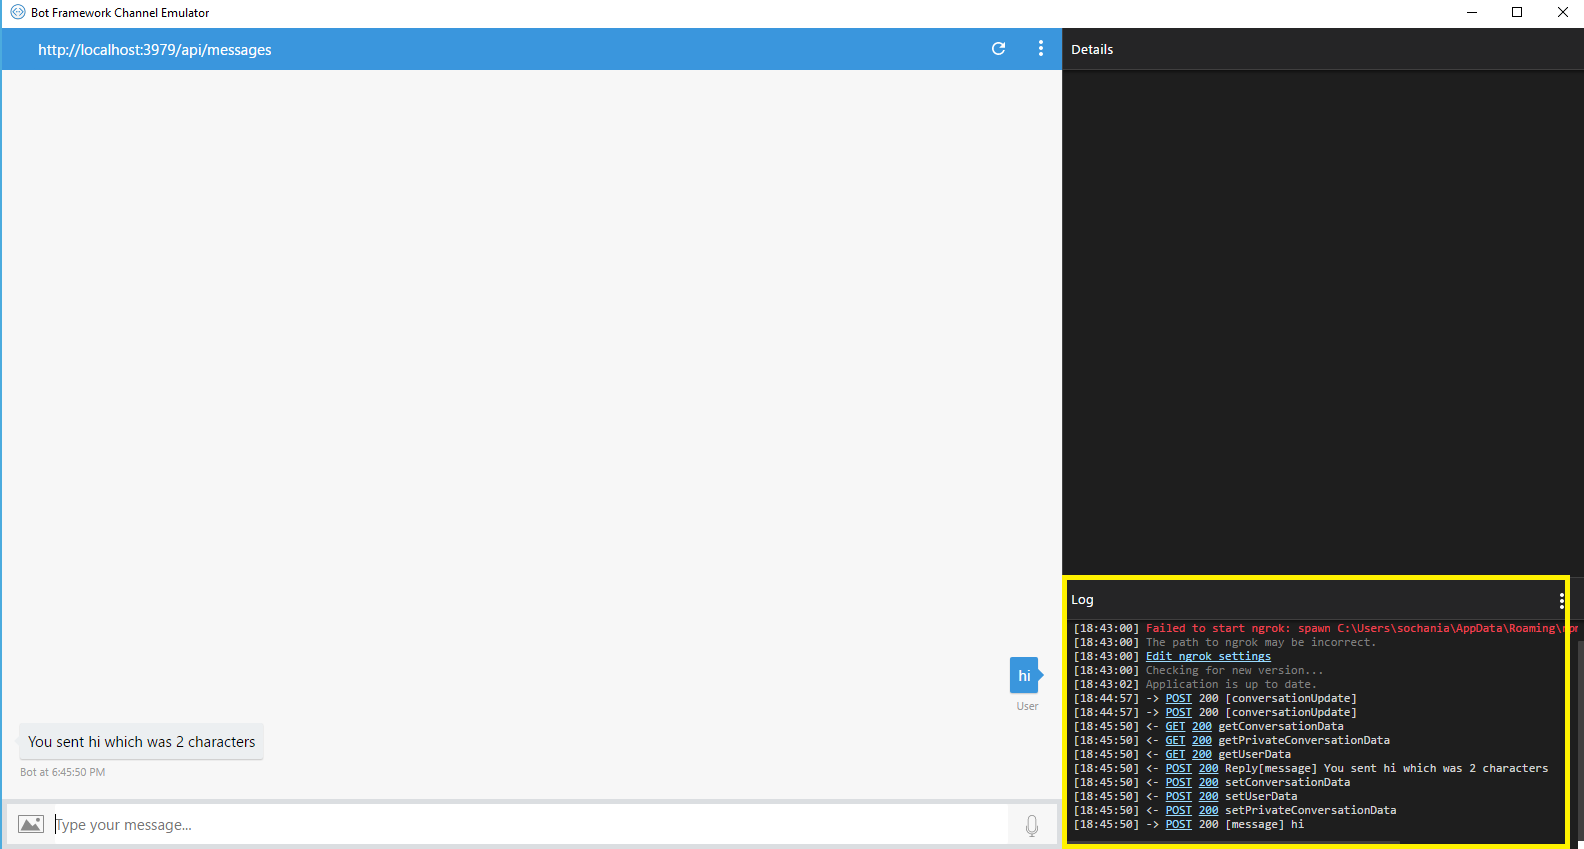 Bot Framework Channel Emulator
http://localhost:3979/api/messages
Details
hi
User
You sent hi which was 2 characters
Bot at 6:45:50 PM
Type your message...
Log
[18:43:00] Failed to start ngrok: spawn C:\Users\sochania\AppData\Roaming\npm
[18:43:00] The path to ngrok may be incorrect.
[18:43:00] Edit ngrok settings
[18:43:00] Checking for new version...
[18:43:02] Application is up to date.
[18:44:57] -> POST 200 [conversationUpdate]
[18:44:57] -> POST 200 [conversationUpdate]
[18:45:50] <- GET 200 getConversationData
[18:45:50] <- GET 200 getPrivateConversationData
[18:45:50] <- GET 200 getUserData
[18:45:50] <- POST 200 Reply[message] You sent hi which was 2 characters
[18:45:50] <- POST 200 setConversationData
[18:45:50] <- POST 200 setUserData
[18:45:50] <- POST 200 setPrivateConversationData
[18:45:50] -> POST 200 [message] hi